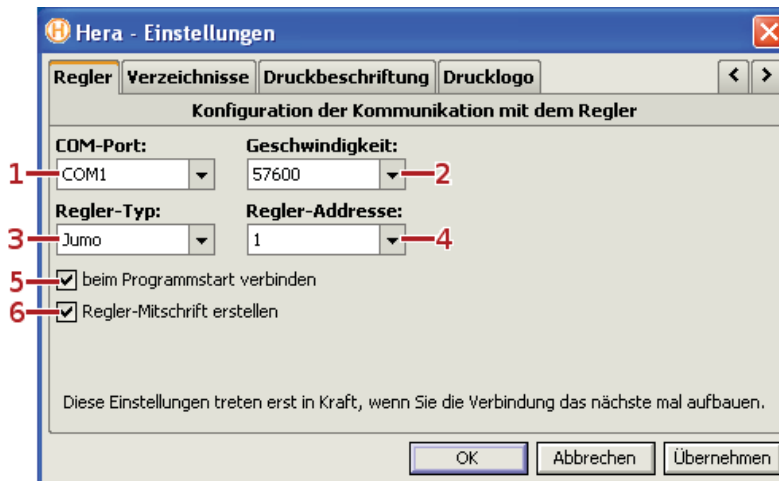 Hera - Einstellungen
Regler Verzeichnisse Druckbeschriftung Drucklogo
Konfiguration der Kommunikation mit dem Regler
COM-Port: Geschwindigkeit:
1 COM1 57600 2
Regler-Typ: Regler-Addresse:
3 Jumo 1 4
5 beim Programmstart verbinden
6 Regler-Mitschrift erstellen
Diese Einstellungen treten erst in Kraft, wenn Sie die Verbindung das nächste mal aufbauen.
OK Abbrechen Übernehmen